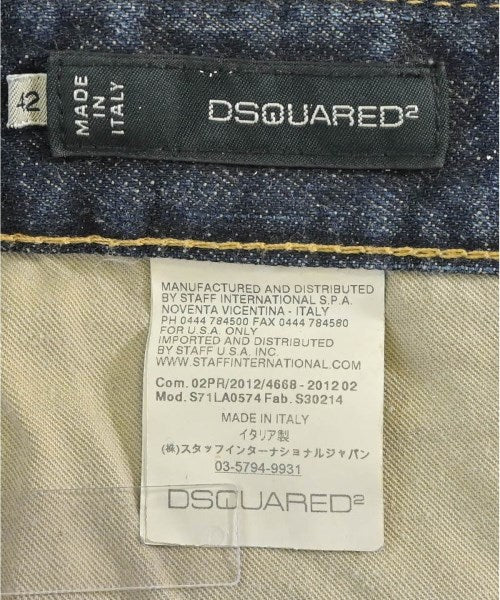 42
MADE
IN
ITALY
DSQUARED²
MANUFACTURED AND DISTRIBUTED
BY STAFF INTERNATIONAL S.P.A.
NOVENTA VICENTINA - ITALY
PH 0444 784500 FAX 0444 784580
FOR U.S.A. ONLY
IMPORTED AND DISTRIBUTED
BY STAFF U.S.A. INC.
WWW.STAFFINTERNATIONAL.COM
Com. 02PR/2012/4668 - 2012 02
Mod. S71LA0574 Fab. S30214
MADE IN ITALY
イタリア製
(株)スタッフインターナショナルジャパン
03-5794-9931
DSQUARED²